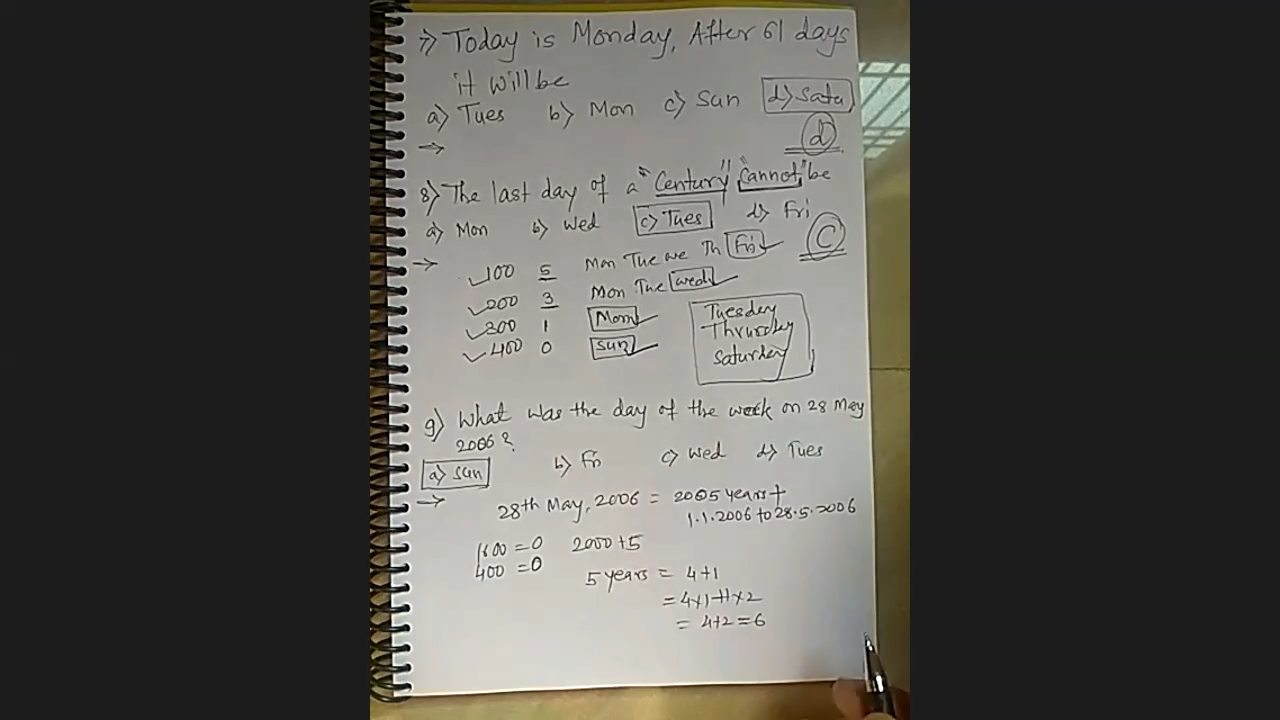 7) Today is Monday, After 61 days
it will be
a) Tues b) Mon c) Sun d) Satu
→ d
8) The last day of a "Century" "Cannot" be
a) Mon b) Wed c) Tues d) Fri
→ C
100 5 Mon Tue we Th Fri
200 3 Mon Tue wed
300 1 Mon
400 0 Sun
Tuesday
Thrusday
Saturday
9) What was the day of the week on 28 May
2006?
a) Sun b) Fri c) Wed d) Tues
→ 28th May, 2006 = 2005 years +
1.1.2006 to 28.5.2006
1600 = 0 2000 + 5
400 = 0
5 years = 4+1
= 4×1+1×2
= 4+2 = 6